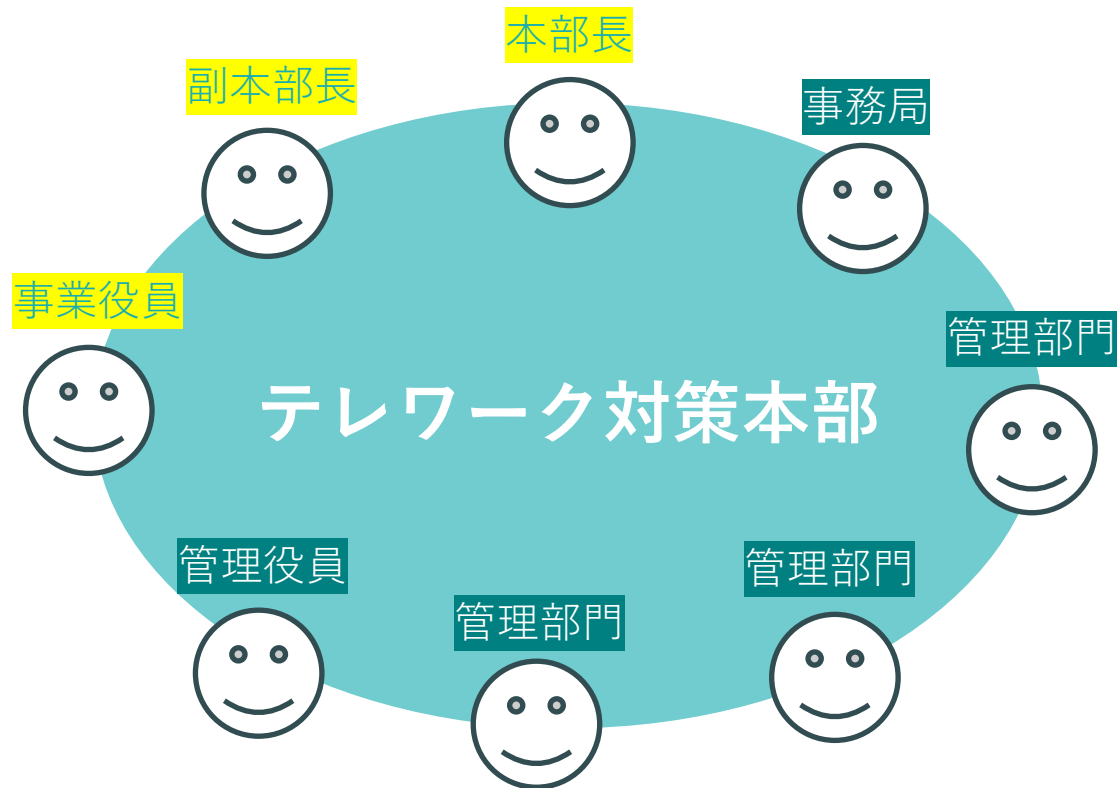 本部長
副本部長
事務局
事業役員
管理部門
テレワーク対策本部
管理役員
管理部門
管理部門